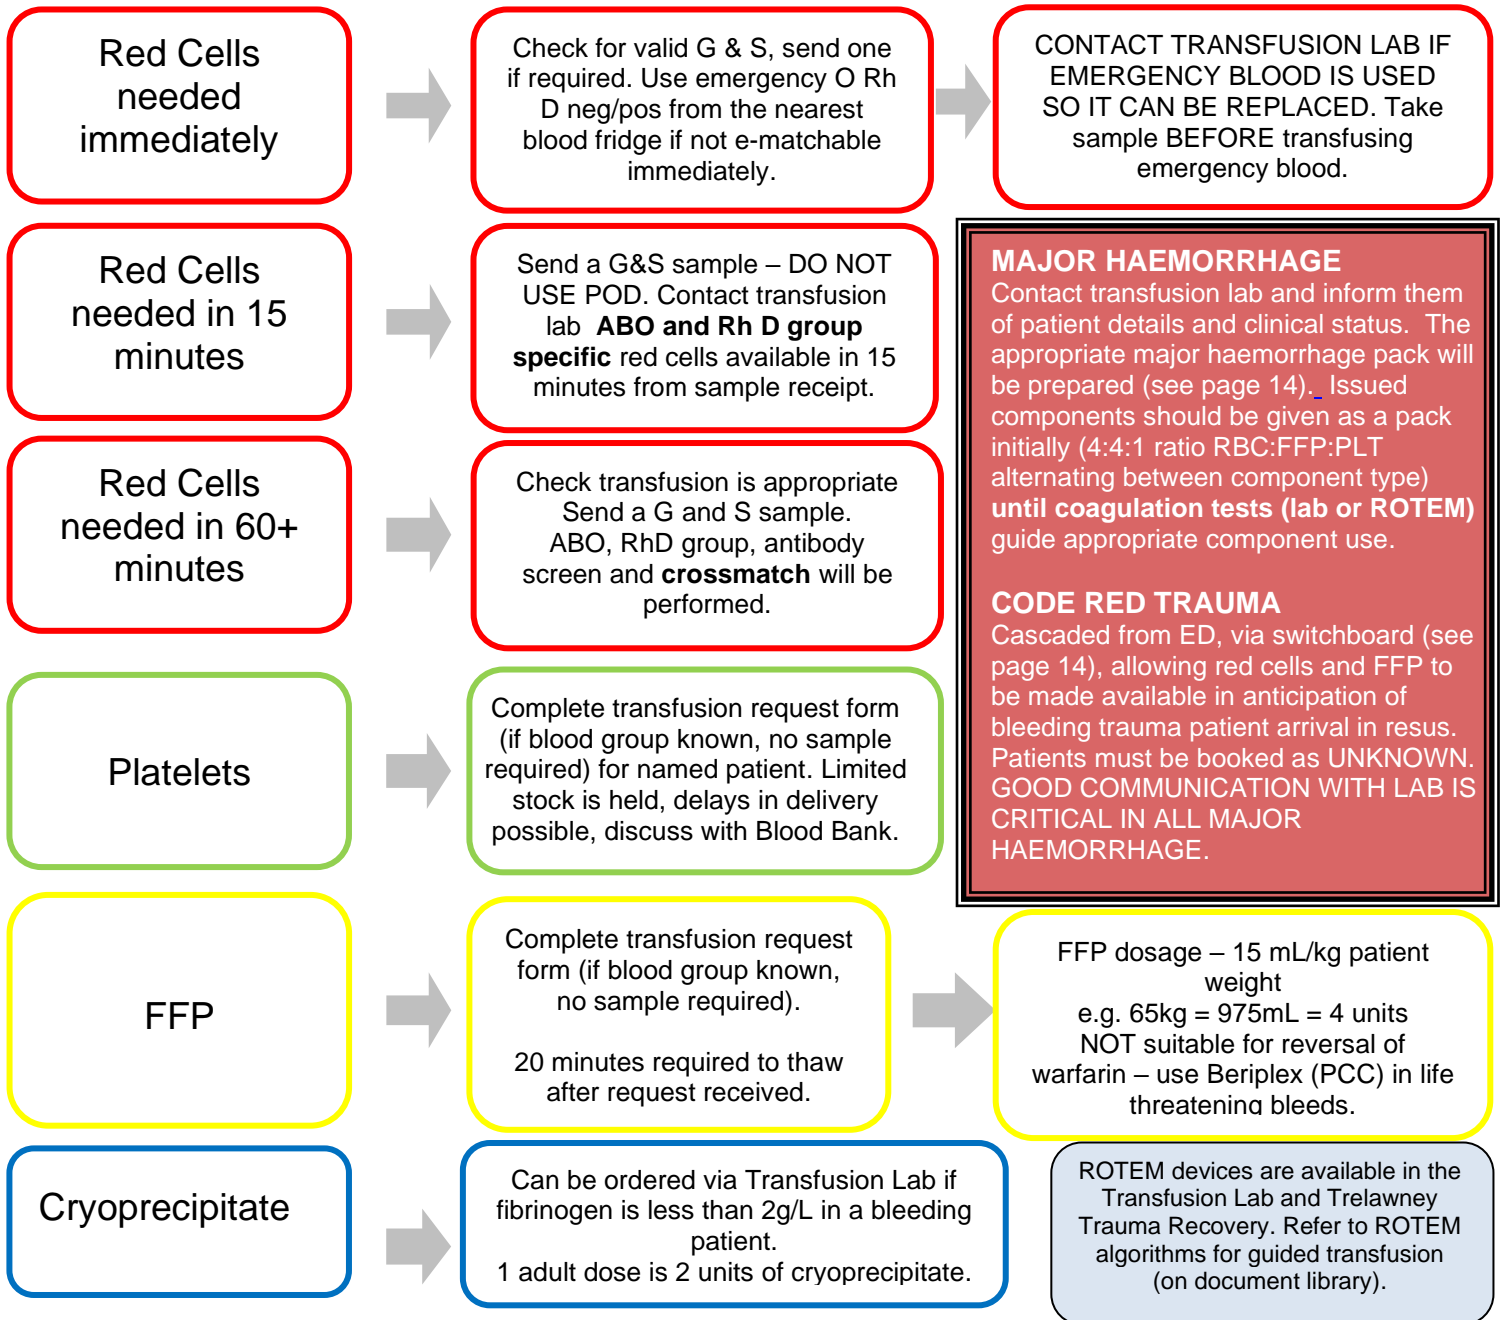 Red Cells
needed
immediately
Check for valid G & S, send one
if required. Use emergency O Rh
D neg/pos from the nearest
blood fridge if not e-matchable
immediately.
CONTACT TRANSFUSION LAB IF
EMERGENCY BLOOD IS USED
SO IT CAN BE REPLACED. Take
sample BEFORE transfusing
emergency blood.
Red Cells
needed in 15
minutes
Send a G&S sample – DO NOT
USE POD. Contact transfusion
lab ABO and Rh D group
specific red cells available in 15
minutes from sample receipt.
Red Cells
needed in 60+
minutes
Check transfusion is appropriate
Send a G and S sample.
ABO, RhD group, antibody
screen and crossmatch will be
performed.
MAJOR HAEMORRHAGE
Contact transfusion lab and inform them
of patient details and clinical status. The
appropriate major haemorrhage pack will
be prepared (see page 14). Issued
components should be given as a pack
initially (4:4:1 ratio RBC:FFP:PLT
alternating between component type)
until coagulation tests (lab or ROTEM)
guide appropriate component use.
CODE RED TRAUMA
Cascaded from ED, via switchboard (see
page 14), allowing red cells and FFP to
be made available in anticipation of
bleeding trauma patient arrival in resus.
Patients must be booked as UNKNOWN.
GOOD COMMUNICATION WITH LAB IS
CRITICAL IN ALL MAJOR
HAEMORRHAGE.
Platelets
Complete transfusion request form
(if blood group known, no sample
required) for named patient. Limited
stock is held, delays in delivery
possible, discuss with Blood Bank.
FFP
Complete transfusion request
form (if blood group known,
no sample required).
20 minutes required to thaw
after request received.
FFP dosage – 15 mL/kg patient
weight
e.g. 65kg = 975mL = 4 units
NOT suitable for reversal of
warfarin – use Beriplex (PCC) in life
threatening bleeds.
Cryoprecipitate
Can be ordered via Transfusion Lab if
fibrinogen is less than 2g/L in a bleeding
patient.
1 adult dose is 2 units of cryoprecipitate.
ROTEM devices are available in the
Transfusion Lab and Trelawney
Trauma Recovery. Refer to ROTEM
algorithms for guided transfusion
(on document library).